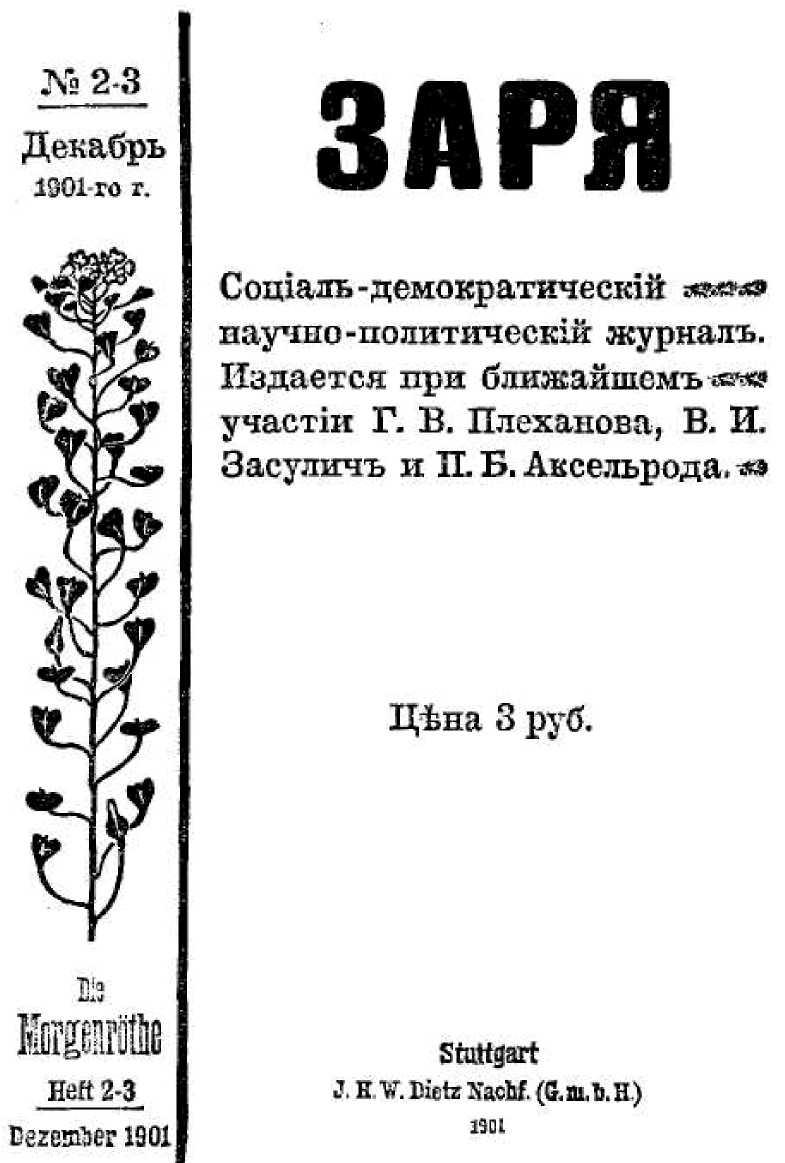 № 2-3
Декабрь
1901-го г.
ЗАРЯ
Соціаль-демократическій
научно-политическій журналъ.
Издается при ближайшемъ
участіи Г. В. Плеханова, В. И.
Засуличъ и П. Б. Аксельрода.
Цѣна 3 руб.
Die
Morgenröthe
Heft 2-3
Dezember 1901
Stuttgart
J. H. W. Dietz Nachf. (G. m. b. H.)
1901